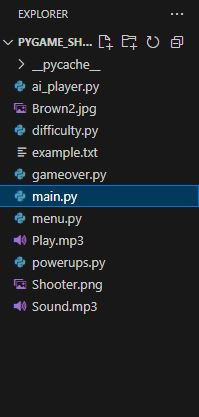 EXPLORER
PYGAME_SH...
__pycache__
ai_player.py
Brown2.jpg
difficulty.py
example.txt
gameover.py
main.py
menu.py
Play.mp3
powerups.py
Shooter.png
Sound.mp3